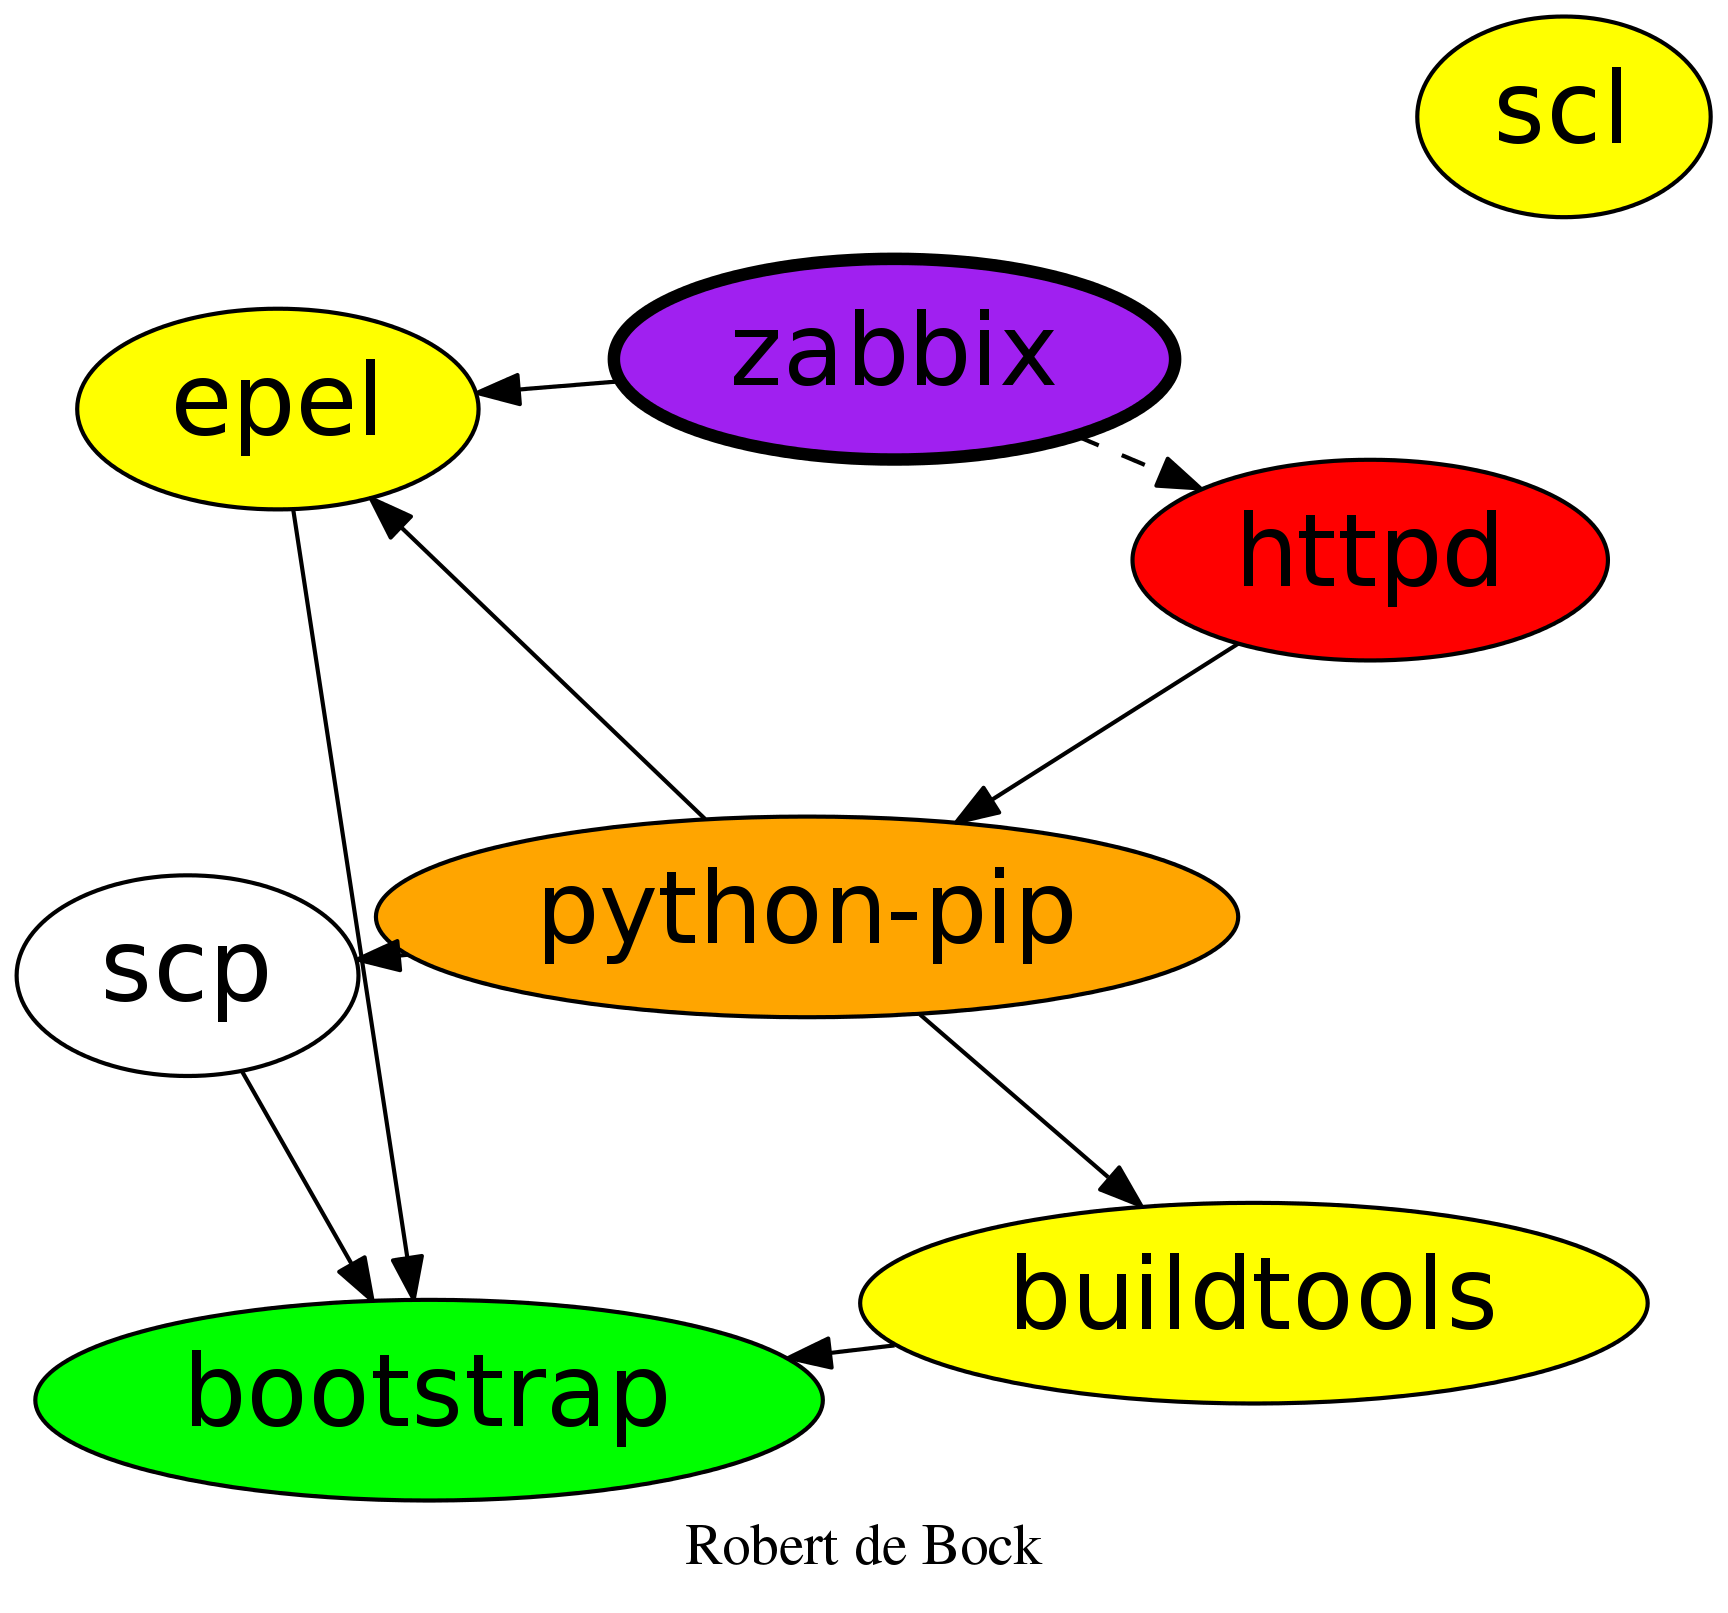 scl
zabbix
epel
httpd
python-pip
scp
buildtools
bootstrap
Robert de Bock